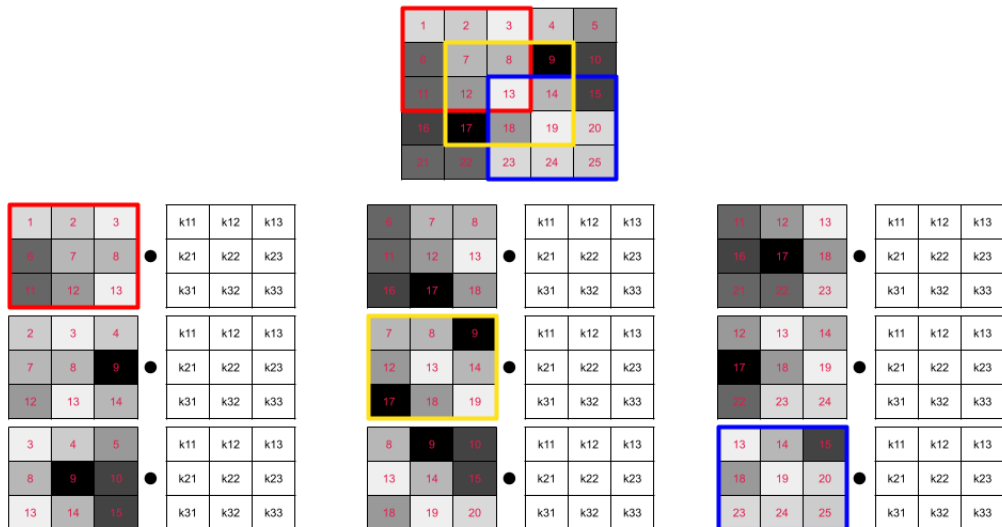 1 2 3 4 5
6 7 8 9 10
11 12 13 14 15
16 17 18 19 20
21 22 23 24 25
1 2 3 k11 k12 k13 6 7 8 k11 k12 k13 11 12 13 k11 k12 k13
6 7 8 k21 k22 k23 11 12 13 k21 k22 k23 16 17 18 k21 k22 k23
11 12 13 k31 k32 k33 16 17 18 k31 k32 k33 21 22 23 k31 k32 k33
2 3 4 k11 k12 k13 7 8 9 k11 k12 k13 12 13 14 k11 k12 k13
7 8 9 k21 k22 k23 12 13 14 k21 k22 k23 17 18 19 k21 k22 k23
12 13 14 k31 k32 k33 17 18 19 k31 k32 k33 22 23 24 k31 k32 k33
3 4 5 k11 k12 k13 8 9 10 k11 k12 k13 13 14 15 k11 k12 k13
8 9 10 k21 k22 k23 13 14 15 k21 k22 k23 18 19 20 k21 k22 k23
13 14 15 k31 k32 k33 18 19 20 k31 k32 k33 23 24 25 k31 k32 k33